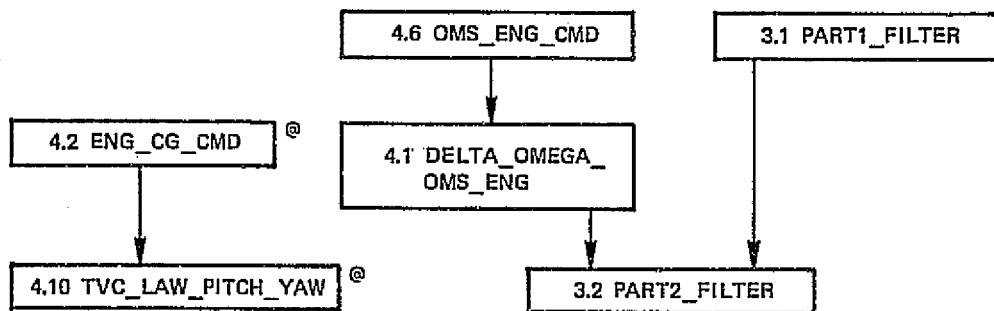 4.6 OMS_ENG_CMD
3.1 PART1_FILTER
4.2 ENG_CG_CMD @
4.1 DELTA_OMEGA_
OMS_ENG
4.10 TVC_LAW_PITCH_YAW @
3.2 PART2_FILTER